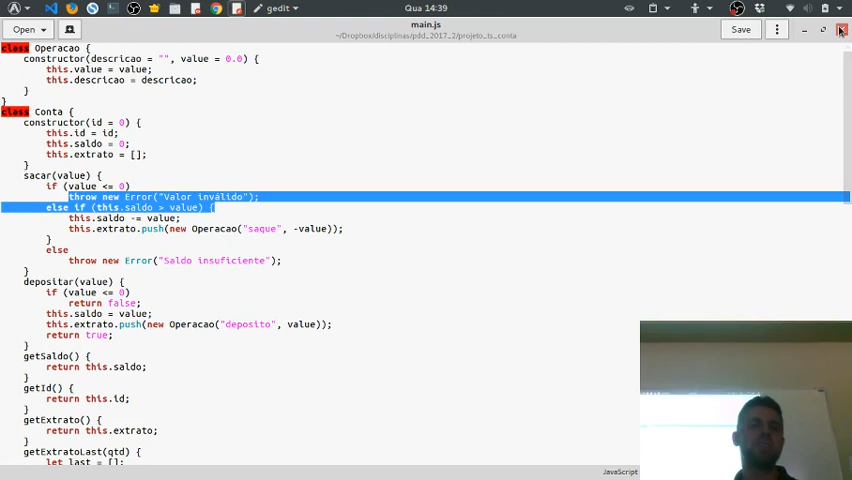 gedit
Qua 14:39
Open
main.js
~/Dropbox/disciplinas/pdd_2017_2/projeto_ts_conta
Save
class Operacao {
    constructor(descricao = "", value = 0.0) {
        this.value = value;
        this.descricao = descricao;
    }
}
class Conta {
    constructor(id = 0) {
        this.id = id;
        this.saldo = 0;
        this.extrato = [];
    }
    sacar(value) {
        if (value <= 0)
            throw new Error("Valor inválido");
        else if (this.saldo > value) {
            this.saldo -= value;
            this.extrato.push(new Operacao("saque", -value));
        }
        else
            throw new Error("Saldo insuficiente");
    }
    depositar(value) {
        if (value <= 0)
            return false;
        this.saldo = value;
        this.extrato.push(new Operacao("deposito", value));
        return true;
    }
    getSaldo() {
        return this.saldo;
    }
    getId() {
        return this.id;
    }
    getExtrato() {
        return this.extrato;
    }
    getExtratoLast(qtd) {
        let last = [];
JavaScript